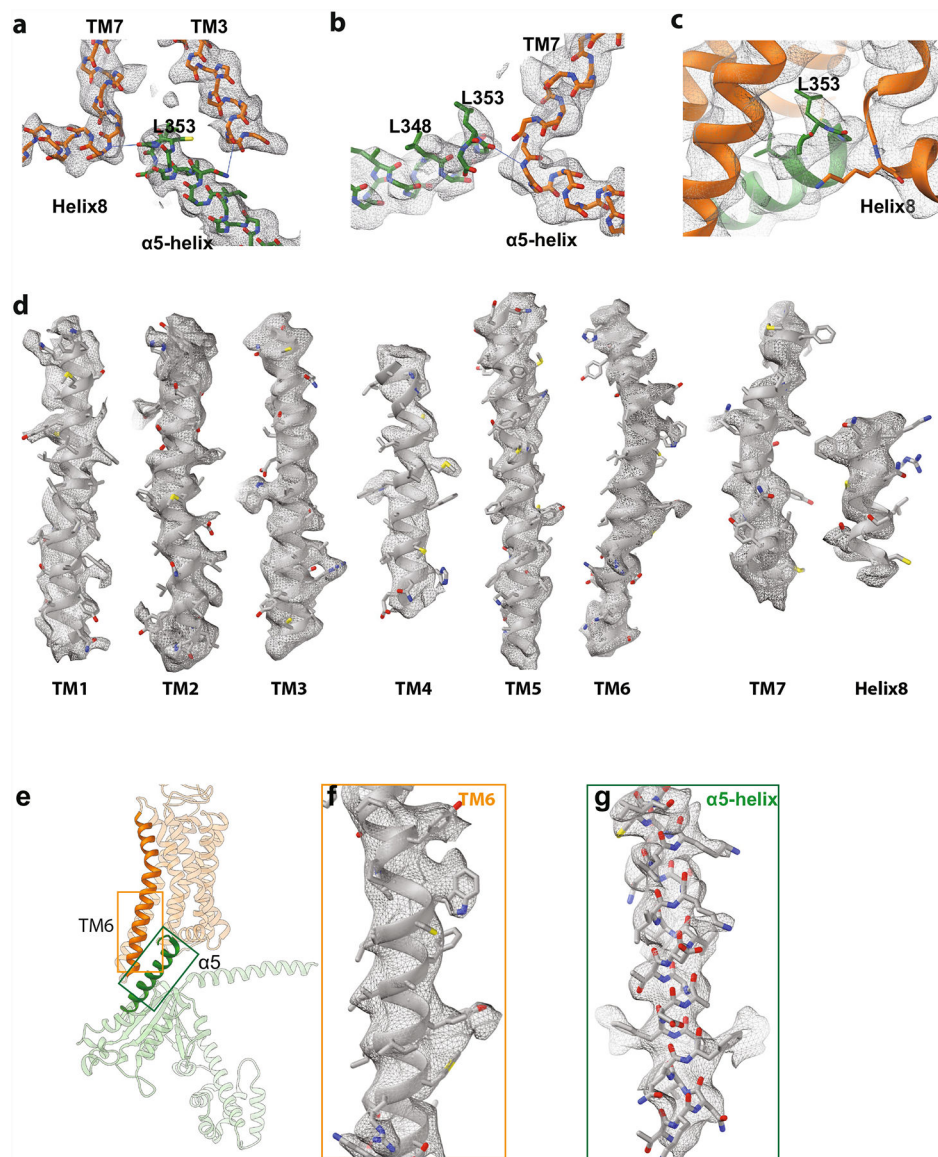 a
TM7 TM3
L353
Helix8
α5-helix
b
TM7
L353
L348
α5-helix
c
L353
Helix8
d
TM1 TM2 TM3 TM4 TM5 TM6 TM7 Helix8
e
TM6
α5
f
TM6
g
α5-helix